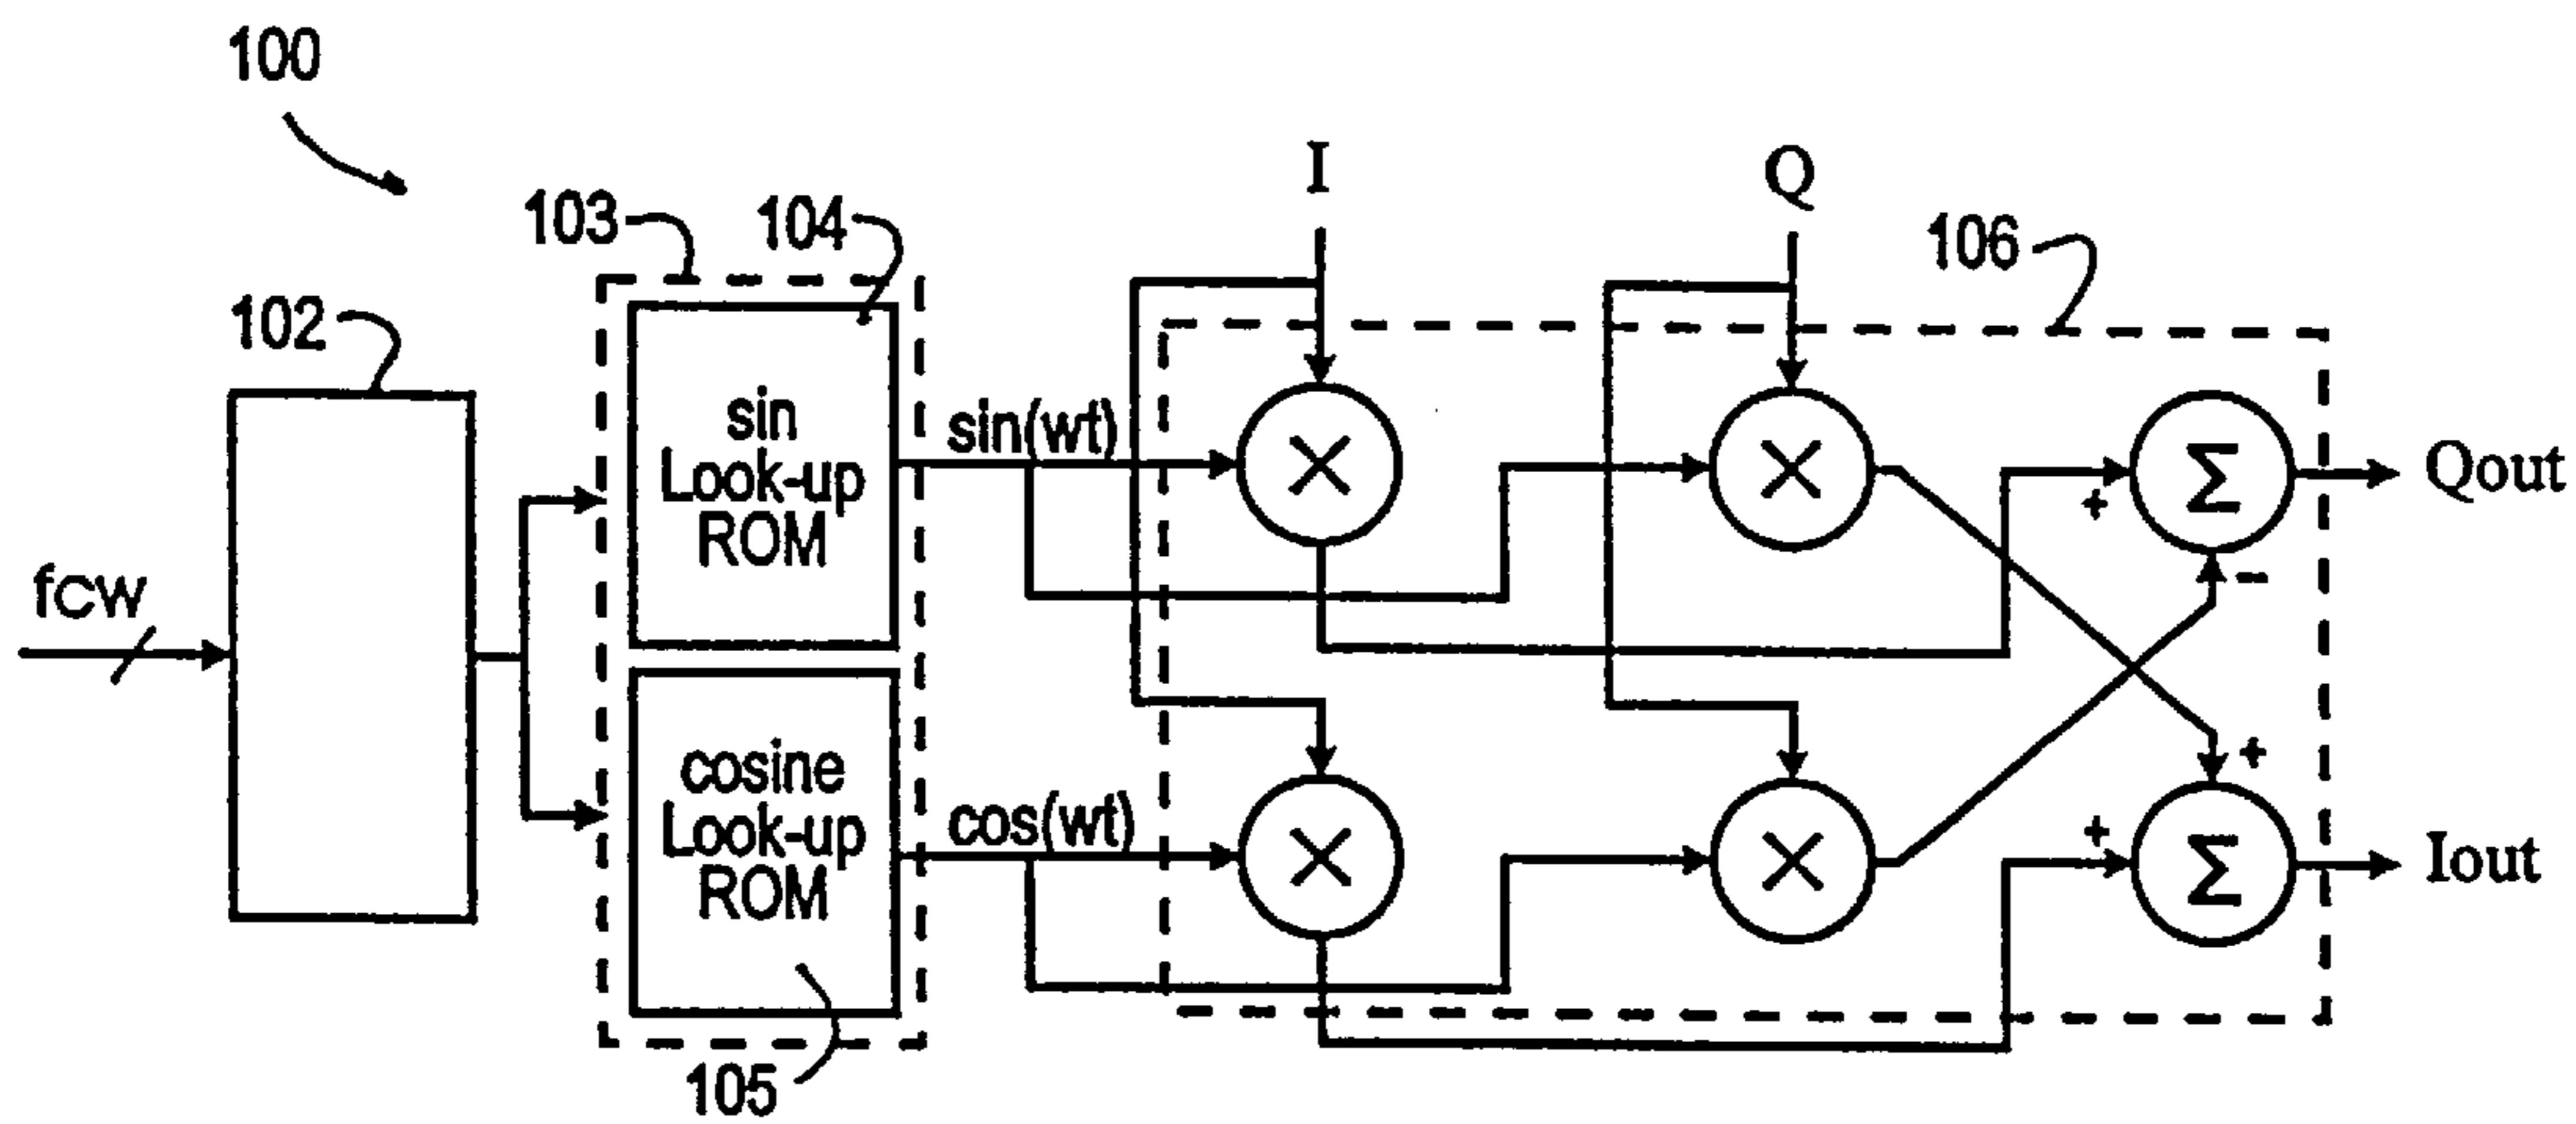 100
103
104
I
Q
106
102
sin
Look-up
ROM
sin(wt)
×
×
Σ
Qout
+
-
fcw
cosine
Look-up
ROM
cos(wt)
×
×
+
+
Σ
Iout
105